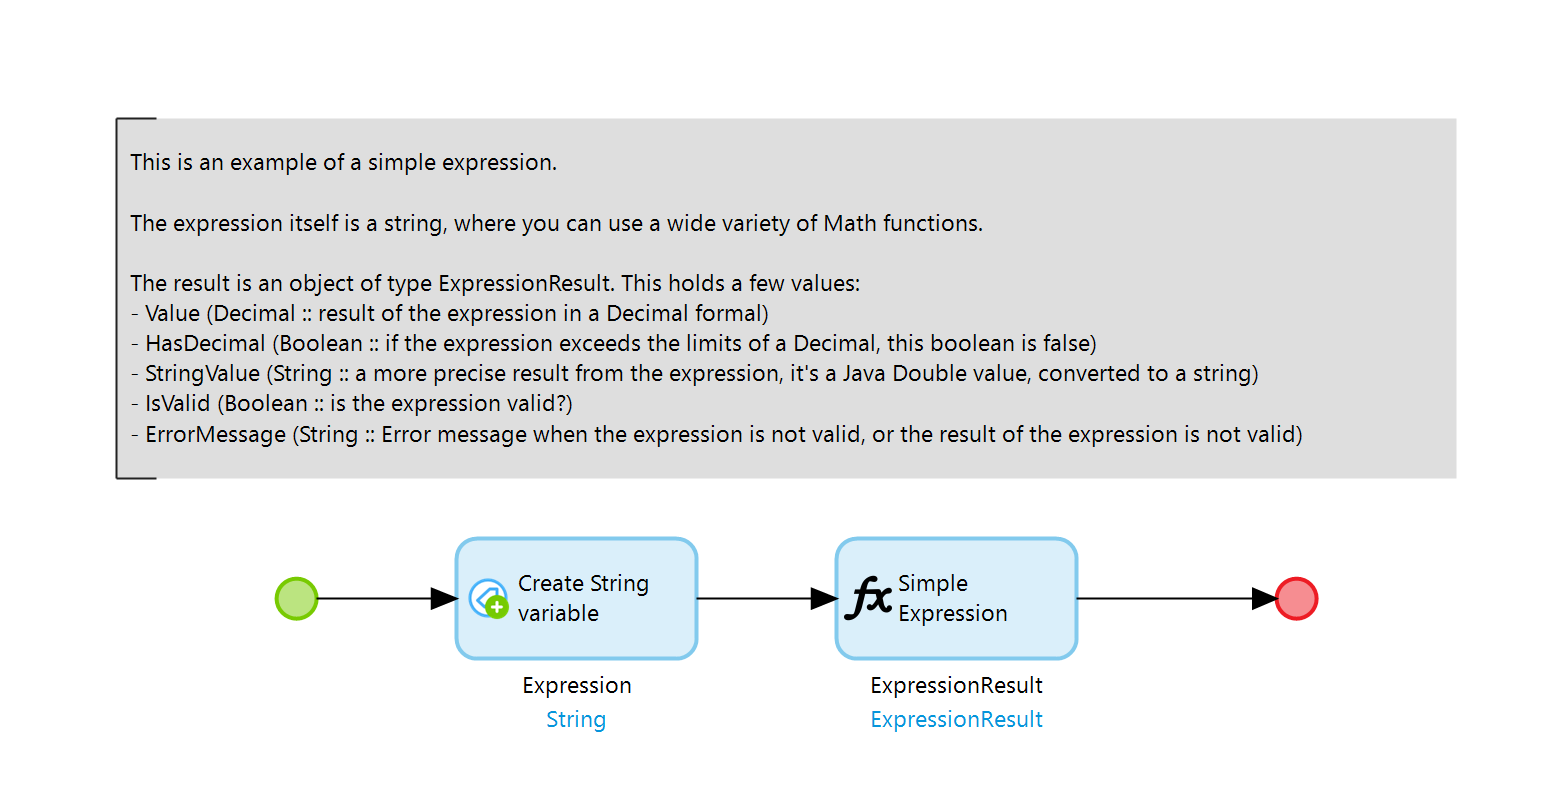 This is an example of a simple expression.
The expression itself is a string, where you can use a wide variety of Math functions.
The result is an object of type ExpressionResult. This holds a few values:
- Value (Decimal :: result of the expression in a Decimal formal)
- HasDecimal (Boolean :: if the expression exceeds the limits of a Decimal, this boolean is false)
- StringValue (String :: a more precise result from the expression, it's a Java Double value, converted to a string)
- IsValid (Boolean :: is the expression valid?)
- ErrorMessage (String :: Error message when the expression is not valid, or the result of the expression is not valid)
Create String
variable
Expression
String
fx
Simple
Expression
ExpressionResult
ExpressionResult